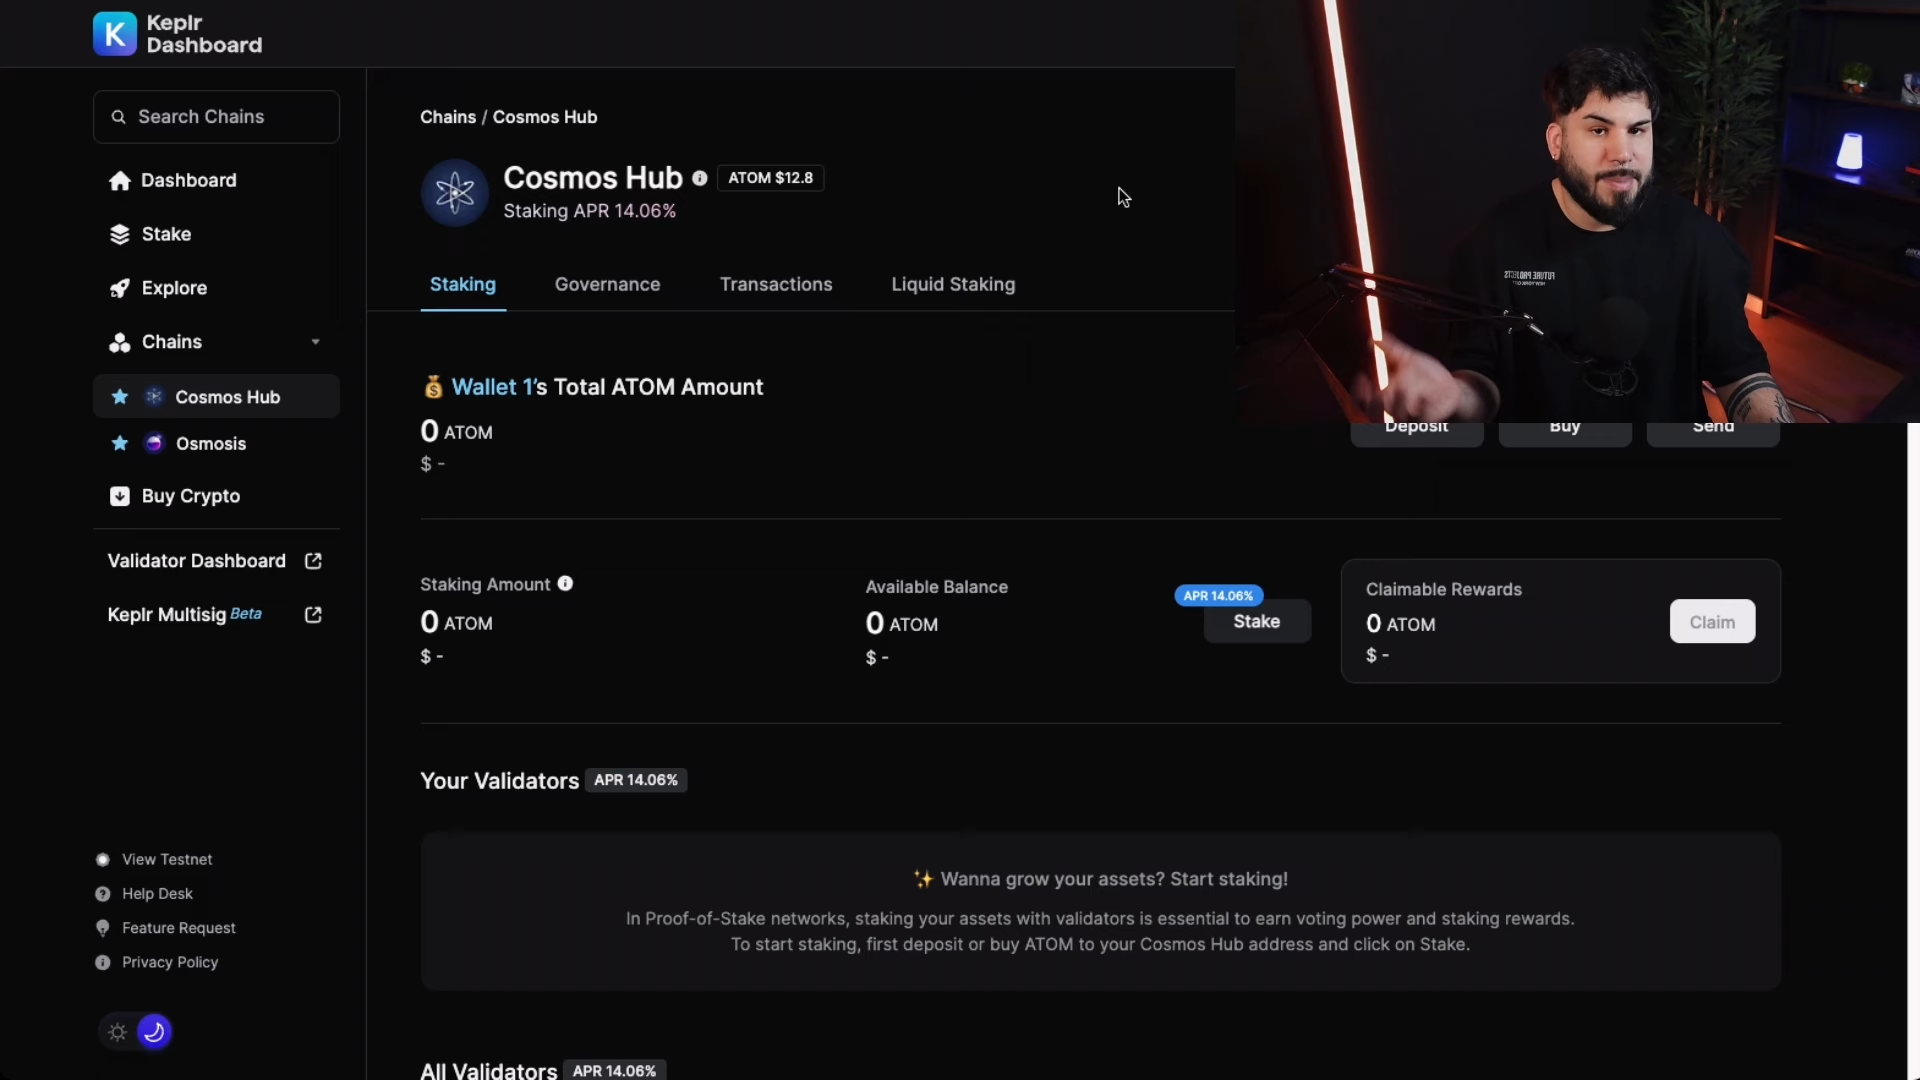 Keplr
Dashboard
Search Chains
Dashboard
Stake
Explore
Chains
Cosmos Hub
Osmosis
Buy Crypto
Validator Dashboard
Keplr Multisig Beta
View Testnet
Help Desk
Feature Request
Privacy Policy
Chains / Cosmos Hub
Cosmos Hub ATOM $12.8
Staking APR 14.06%
Staking Governance Transactions Liquid Staking
Wallet 1's Total ATOM Amount
0 ATOM
$ -
Deposit Buy Send
Staking Amount
0 ATOM
$ -
Available Balance
0 ATOM
$ -
APR 14.06%
Stake
Claimable Rewards
0 ATOM
$ -
Claim
Your Validators APR 14.06%
Wanna grow your assets? Start staking!
In Proof-of-Stake networks, staking your assets with validators is essential to earn voting power and staking rewards.
To start staking, first deposit or buy ATOM to your Cosmos Hub address and click on Stake.
All Validators APR 14.06%
FUTURE PROJECTS